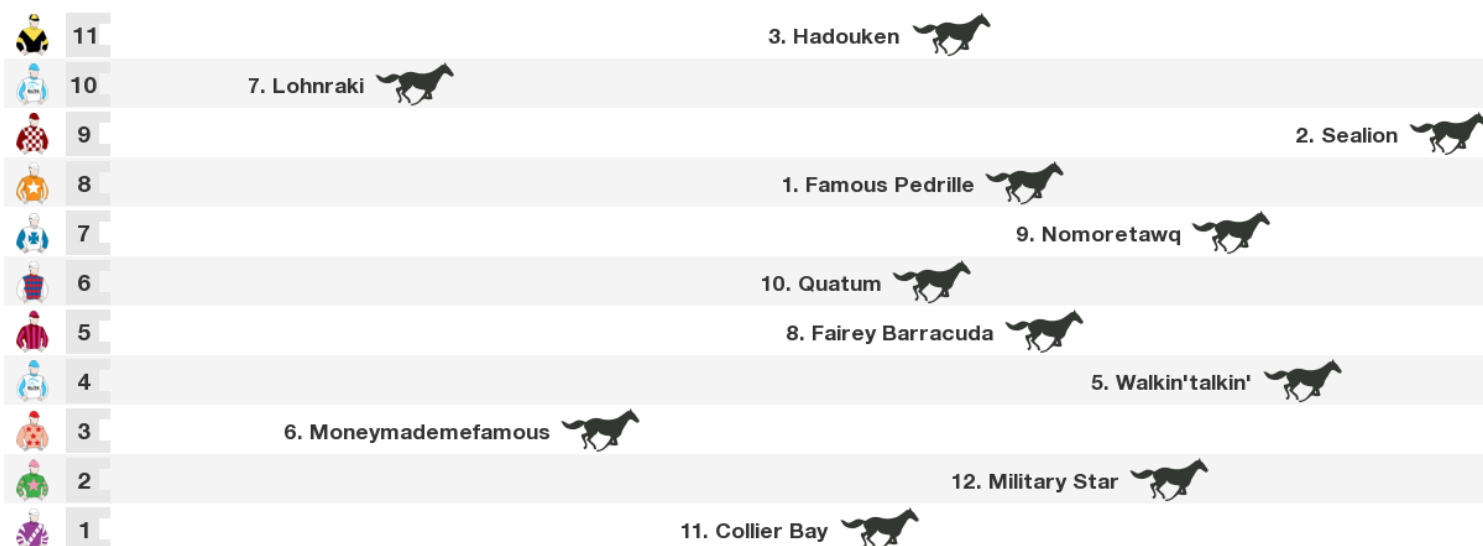 11 3. Hadouken
10 7. Lohnraki
9 2. Sealion
8 1. Famous Pedrille
7 9. Nomoretawq
6 10. Quatum
5 8. Fairey Barracuda
4 5. Walkin'talkin'
3 6. Moneymademefamous
2 12. Military Star
1 11. Collier Bay